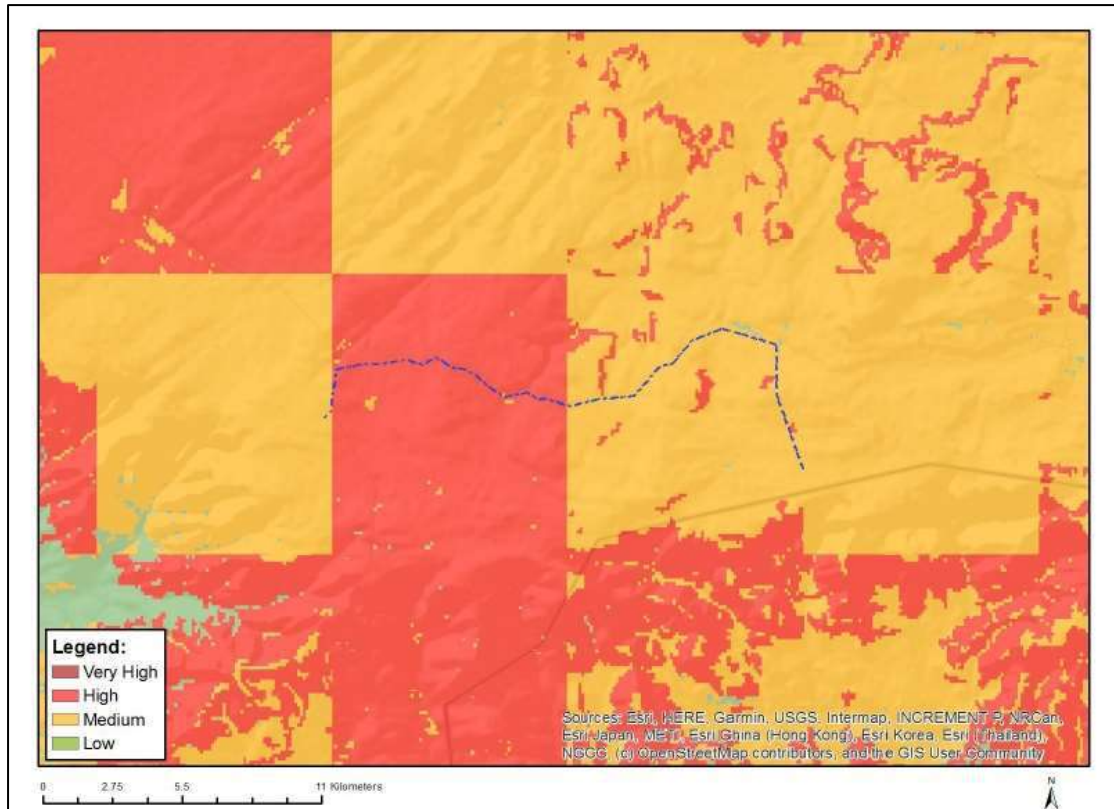 Legend:
Very High
High
Medium
Low
Sources: Esri, HERE, Garmin, USGS, Intermap, INCREMENT P, NRCan,
Esri Japan, METI, Esri China (Hong Kong), Esri Korea, Esri (Thailand),
NGCC, (c) OpenStreetMap contributors, and the GIS User Community
0 2.75 5.5 11 Kilometers
N